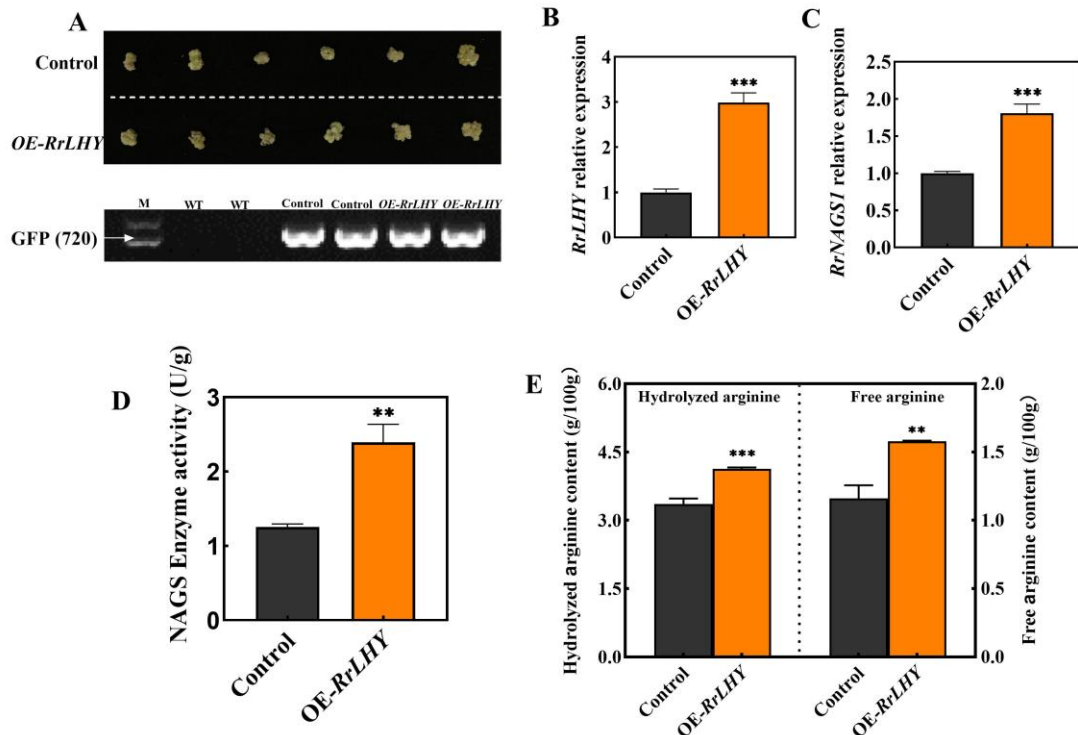 A
Control
OE-RrLHY
M WT WT Control Control OE-RrLHY OE-RrLHY
GFP (720)
B
RrLHY relative expression
4
3
2
1
0
***
Control
OE-RrLHY
C
RrNAGS1 relative expression
2.5
2.0
1.5
1.0
0.5
0.0
***
Control
OE-RrLHY
D
NAGS Enzyme activity (U/g)
3
2
1
0
**
Control
OE-RrLHY
E
Hydrolyzed arginine content (g/100g)
6.0
4.5
3.0
1.5
0.0
Hydrolyzed arginine
***
Free arginine
**
2.0
1.5
1.0
0.5
0.0
Free arginine content (g/100g)
Control
OE-RrLHY
Control
OE-RrLHY